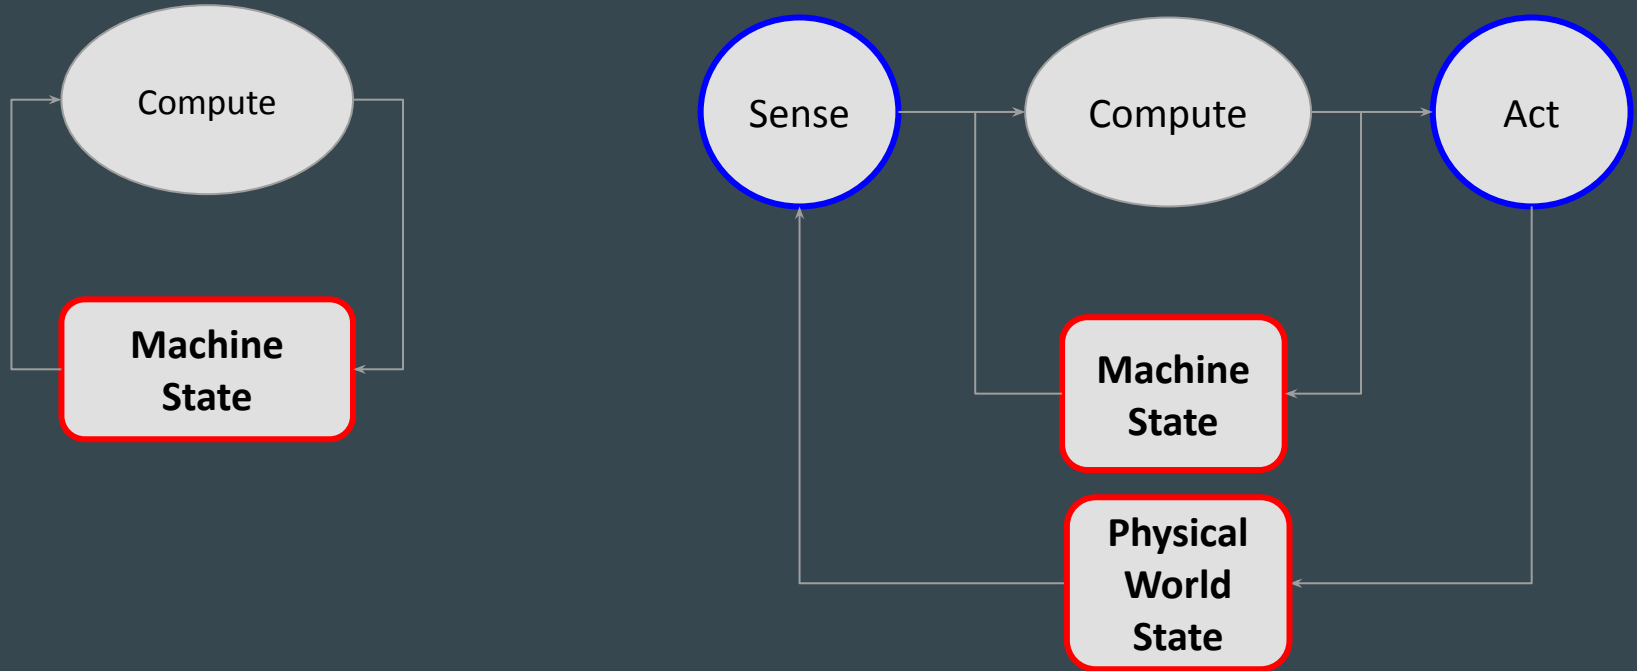 Compute
Machine
State
Sense
Compute
Act
Machine
State
Physical
World
State